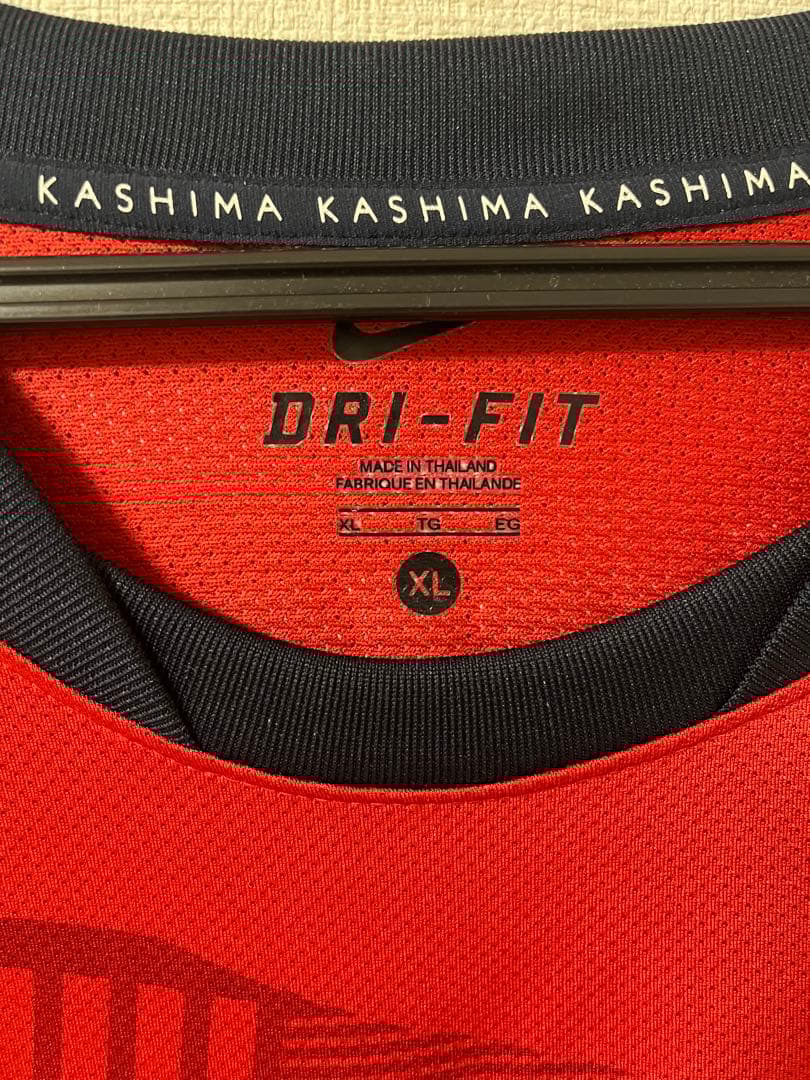 KASHIMA KASHIMA KASHIMA
DRI-FIT
MADE IN THAILAND
FABRIQUE EN THAILANDE
XL TG EG
XL